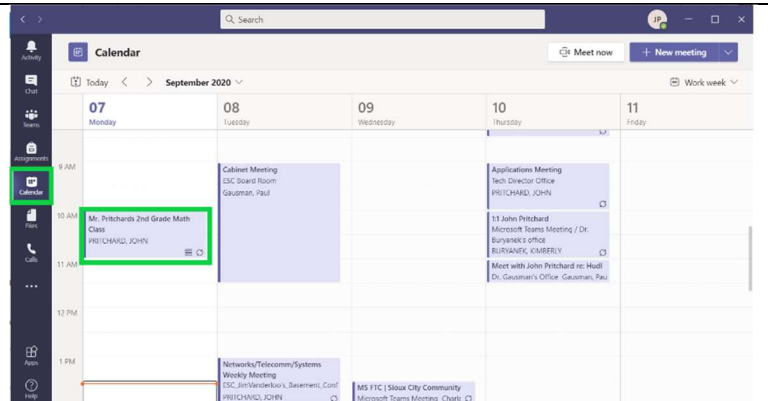 Search
JP
Activity
Calendar
Meet now
New meeting
Chat
Today
September 2020
Work week
Teams
07
Monday
08
Tuesday
09
Wednesday
10
Thursday
11
Friday
Assignments
Calendar
Files
Calls
Apps
Help
9 AM
10 AM
11 AM
12 PM
1 PM
Mr. Pritchards 2nd Grade Math
Class
PRITCHARD, JOHN
Cabinet Meeting
ESC Board Room
Gausman, Paul
Networks/Telecomm/Systems
Weekly Meeting
ESC_JimVanderloo's_Basement_Conf
PRITCHARD, JOHN
MS FTC | Sioux City Community
Microsoft Teams Meeting
Applications Meeting
Tech Director Office
PRITCHARD, JOHN
1:1 John Pritchard
Microsoft Teams Meeting / Dr.
Buryanek's office
BURYANEK, KIMBERLY
Meet with John Pritchard re: Hudl
Dr. Gausman's Office Gausman, Pau